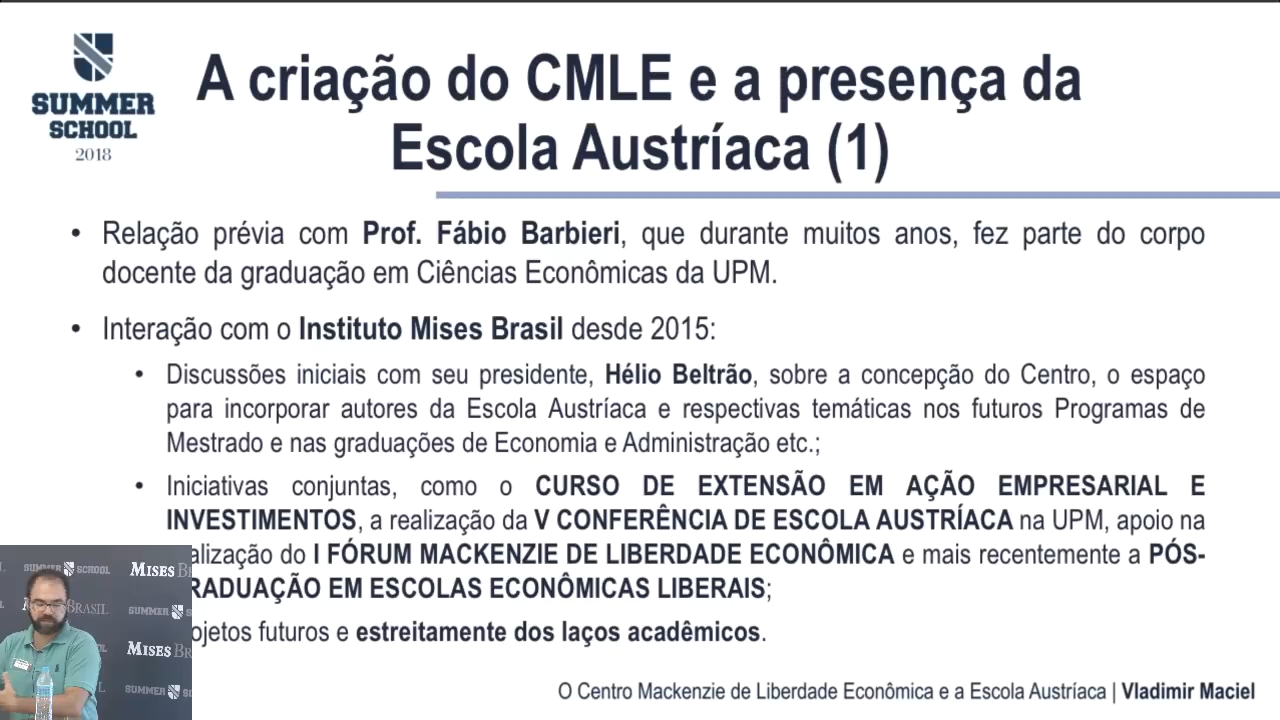 SUMMER
SCHOOL
2018
A criação do CMLE e a presença da
Escola Austríaca (1)
• Relação prévia com Prof. Fábio Barbieri, que durante muitos anos, fez parte do corpo
docente da graduação em Ciências Econômicas da UPM.
• Interação com o Instituto Mises Brasil desde 2015:
• Discussões iniciais com seu presidente, Hélio Beltrão, sobre a concepção do Centro, o espaço
para incorporar autores da Escola Austríaca e respectivas temáticas nos futuros Programas de
Mestrado e nas graduações de Economia e Administração etc.;
• Iniciativas conjuntas, como o CURSO DE EXTENSÃO EM AÇÃO EMPRESARIAL E
INVESTIMENTOS, a realização da V CONFERÊNCIA DE ESCOLA AUSTRÍACA na UPM, apoio na
alização do I FÓRUM MACKENZIE DE LIBERDADE ECONÔMICA e mais recentemente a PÓS-
RADUAÇÃO EM ESCOLAS ECONÔMICAS LIBERAIS;
ojetos futuros e estreitamente dos laços acadêmicos.
SUMMER SCHOOL MISES BR
BRASIL SUMMER
MISES BR
SUMMER SC
O Centro Mackenzie de Liberdade Econômica e a Escola Austríaca | Vladimir Maciel